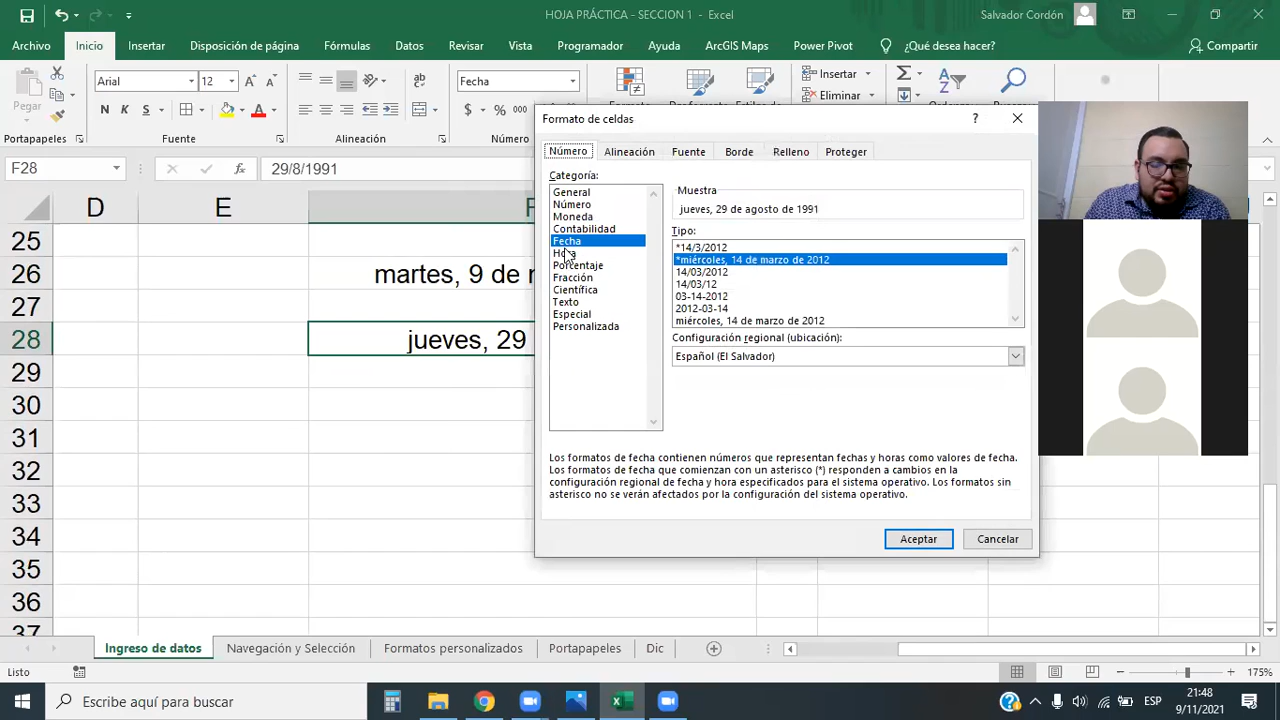 HOJA PRÁCTICA - SECCION 1 - Excel
Salvador Cordón
Archivo Inicio Insertar Disposición de página Fórmulas Datos Revisar Vista Programador Ayuda ArcGIS Maps Power Pivot ¿Qué desea hacer? Compartir
Pegar
Arial 12
N K S
Fecha
$ % 000
Insertar
Eliminar
Portapapeles Fuente Alineación Número
F28 29/8/1991
D E F
25
26 martes, 9 de
27
28 jueves, 29
29
30
31
32
33
34
35
36
37
Formato de celdas
Número Alineación Fuente Borde Relleno Proteger
Categoría:
General
Número
Moneda
Contabilidad
Fecha
Hora
Porcentaje
Fracción
Científica
Texto
Especial
Personalizada
Muestra
jueves, 29 de agosto de 1991
Tipo:
*14/3/2012
*miércoles, 14 de marzo de 2012
14/03/2012
14/03/12
03-14-2012
2012-03-14
miércoles, 14 de marzo de 2012
Configuración regional (ubicación):
Español (El Salvador)
Los formatos de fecha contienen números que representan fechas y horas como valores de fecha.
Los formatos de fecha que comienzan con un asterisco (*) responden a cambios en la
configuración regional de fecha y hora especificados para el sistema operativo. Los formatos sin
asterisco no se verán afectados por la configuración del sistema operativo.
Aceptar Cancelar
Ingreso de datos Navegación y Selección Formatos personalizados Portapapeles Dic
Listo
175%
Escribe aquí para buscar
ESP
21:48
9/11/2021